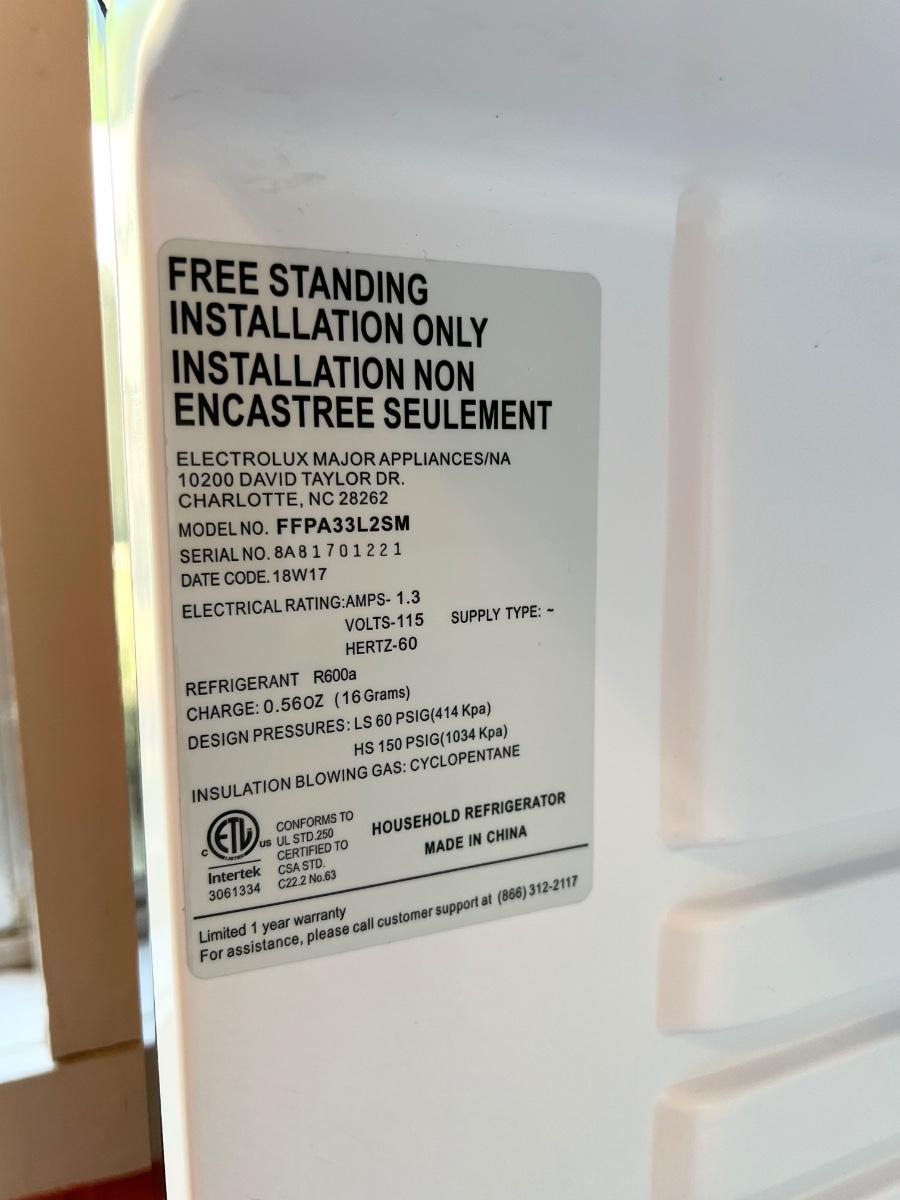 FREE STANDING
INSTALLATION ONLY
INSTALLATION NON
ENCASTREE SEULEMENT
ELECTROLUX MAJOR APPLIANCES/NA
10200 DAVID TAYLOR DR.
CHARLOTTE, NC 28262
MODEL NO. FFPA33L2SM
SERIAL NO. 8A81701221
DATE CODE. 18W17
ELECTRICAL RATING:AMPS- 1.3
VOLTS-115 SUPPLY TYPE: ~
HERTZ-60
REFRIGERANT R600a
CHARGE: 0.56OZ (16 Grams)
DESIGN PRESSURES: LS 60 PSIG(414 Kpa)
HS 150 PSIG(1034 Kpa)
INSULATION BLOWING GAS: CYCLOPENTANE
C ETL US
LISTED
Intertek
3061334
CONFORMS TO
UL STD.250
CERTIFIED TO
CSA STD.
C22.2 No.63
HOUSEHOLD REFRIGERATOR
MADE IN CHINA
Limited 1 year warranty
For assistance, please call customer support at (866) 312-2117